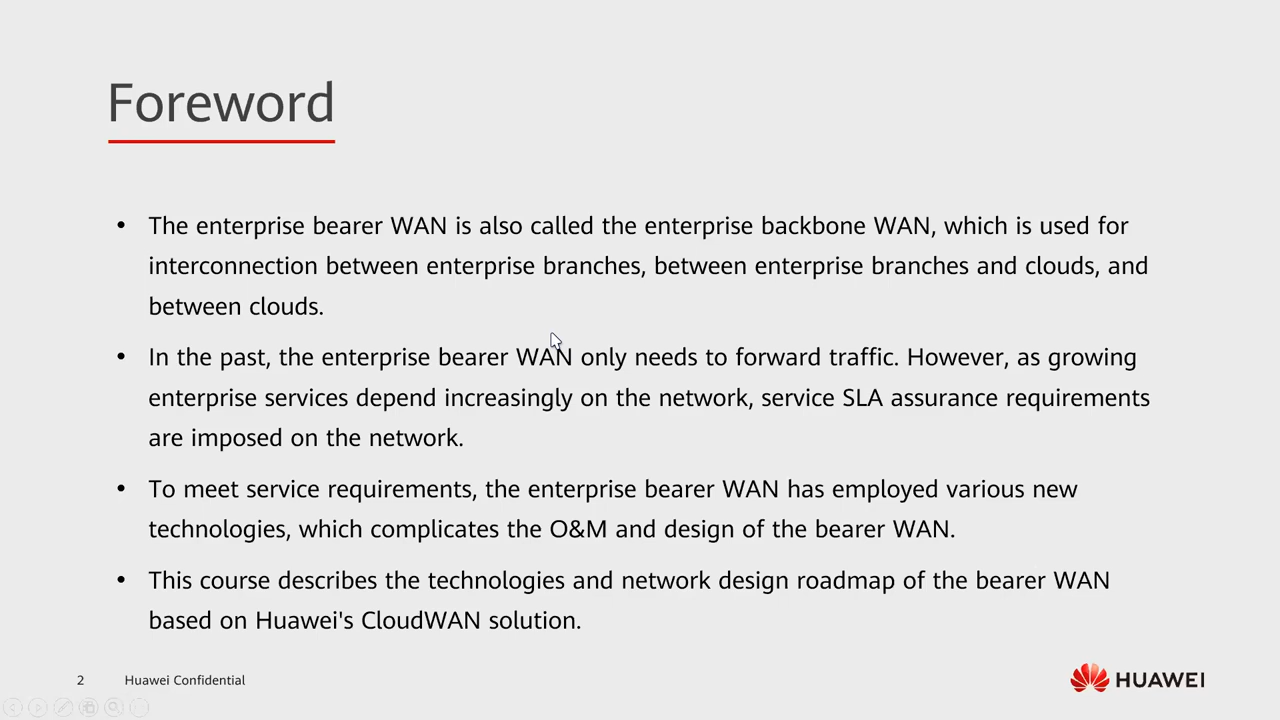 Foreword
• The enterprise bearer WAN is also called the enterprise backbone WAN, which is used for
interconnection between enterprise branches, between enterprise branches and clouds, and
between clouds.
• In the past, the enterprise bearer WAN only needs to forward traffic. However, as growing
enterprise services depend increasingly on the network, service SLA assurance requirements
are imposed on the network.
• To meet service requirements, the enterprise bearer WAN has employed various new
technologies, which complicates the O&M and design of the bearer WAN.
• This course describes the technologies and network design roadmap of the bearer WAN
based on Huawei's CloudWAN solution.
2 Huawei Confidential
HUAWEI